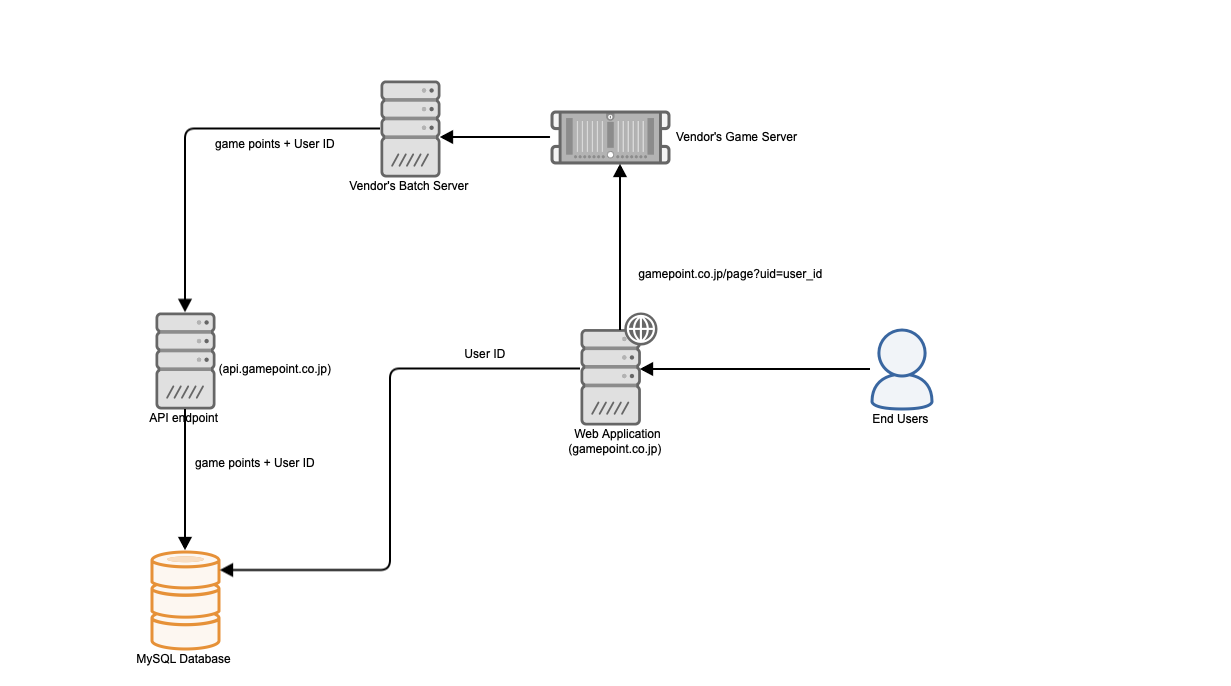 game points + User ID
Vendor's Batch Server
Vendor's Game Server
gamepoint.co.jp/page?uid=user_id
(api.gamepoint.co.jp)
API endpoint
User ID
Web Application
(gamepoint.co.jp)
End Users
game points + User ID
MySQL Database